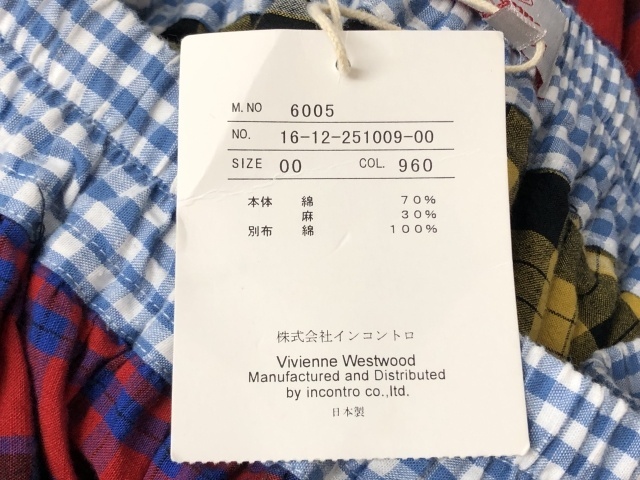 M.NO 6005
NO. 16-12-251009-00
SIZE 00 COL. 960
本体 綿 70%
麻 30%
別布 綿 100%
株式会社インコントロ
Vivienne Westwood
Manufactured and Distributed
by incontro co.,ltd.
日本製